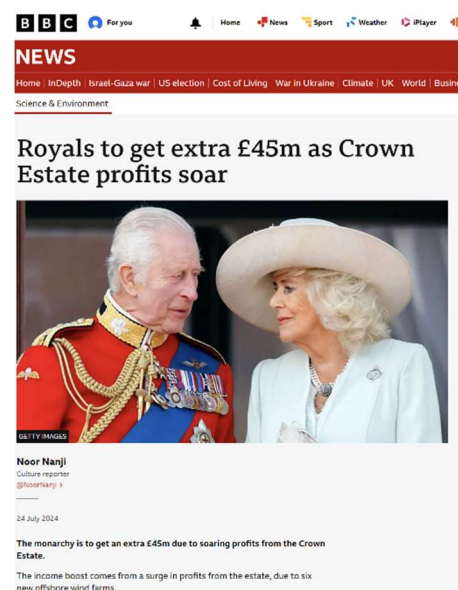 BBC For you Home News Sport Weather iPlayer
NEWS
Home InDepth Israel-Gaza war US election Cost of Living War in Ukraine Climate UK World Busin
Science & Environment
Royals to get extra £45m as Crown
Estate profits soar
GETTY IMAGES
Noor Nanji
Culture reporter
@NoorNanji >
24 July 2024
The monarchy is to get an extra £45m due to soaring profits from the Crown
Estate.
The income boost comes from a surge in profits from the estate, due to six
new offshore wind farms.